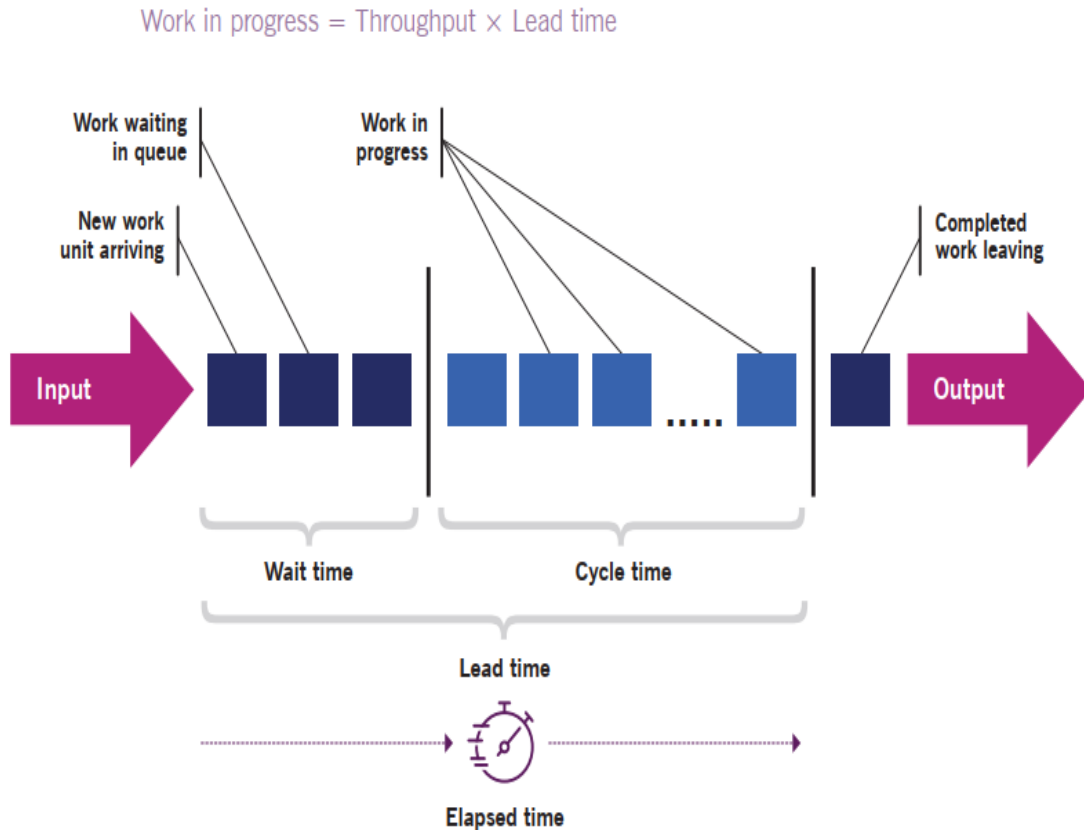 Work in progress = Throughput × Lead time
Work waiting
in queue
Work in
progress
New work
unit arriving
Completed
work leaving
Input
.....
Output
Wait time
Cycle time
Lead time
Elapsed time